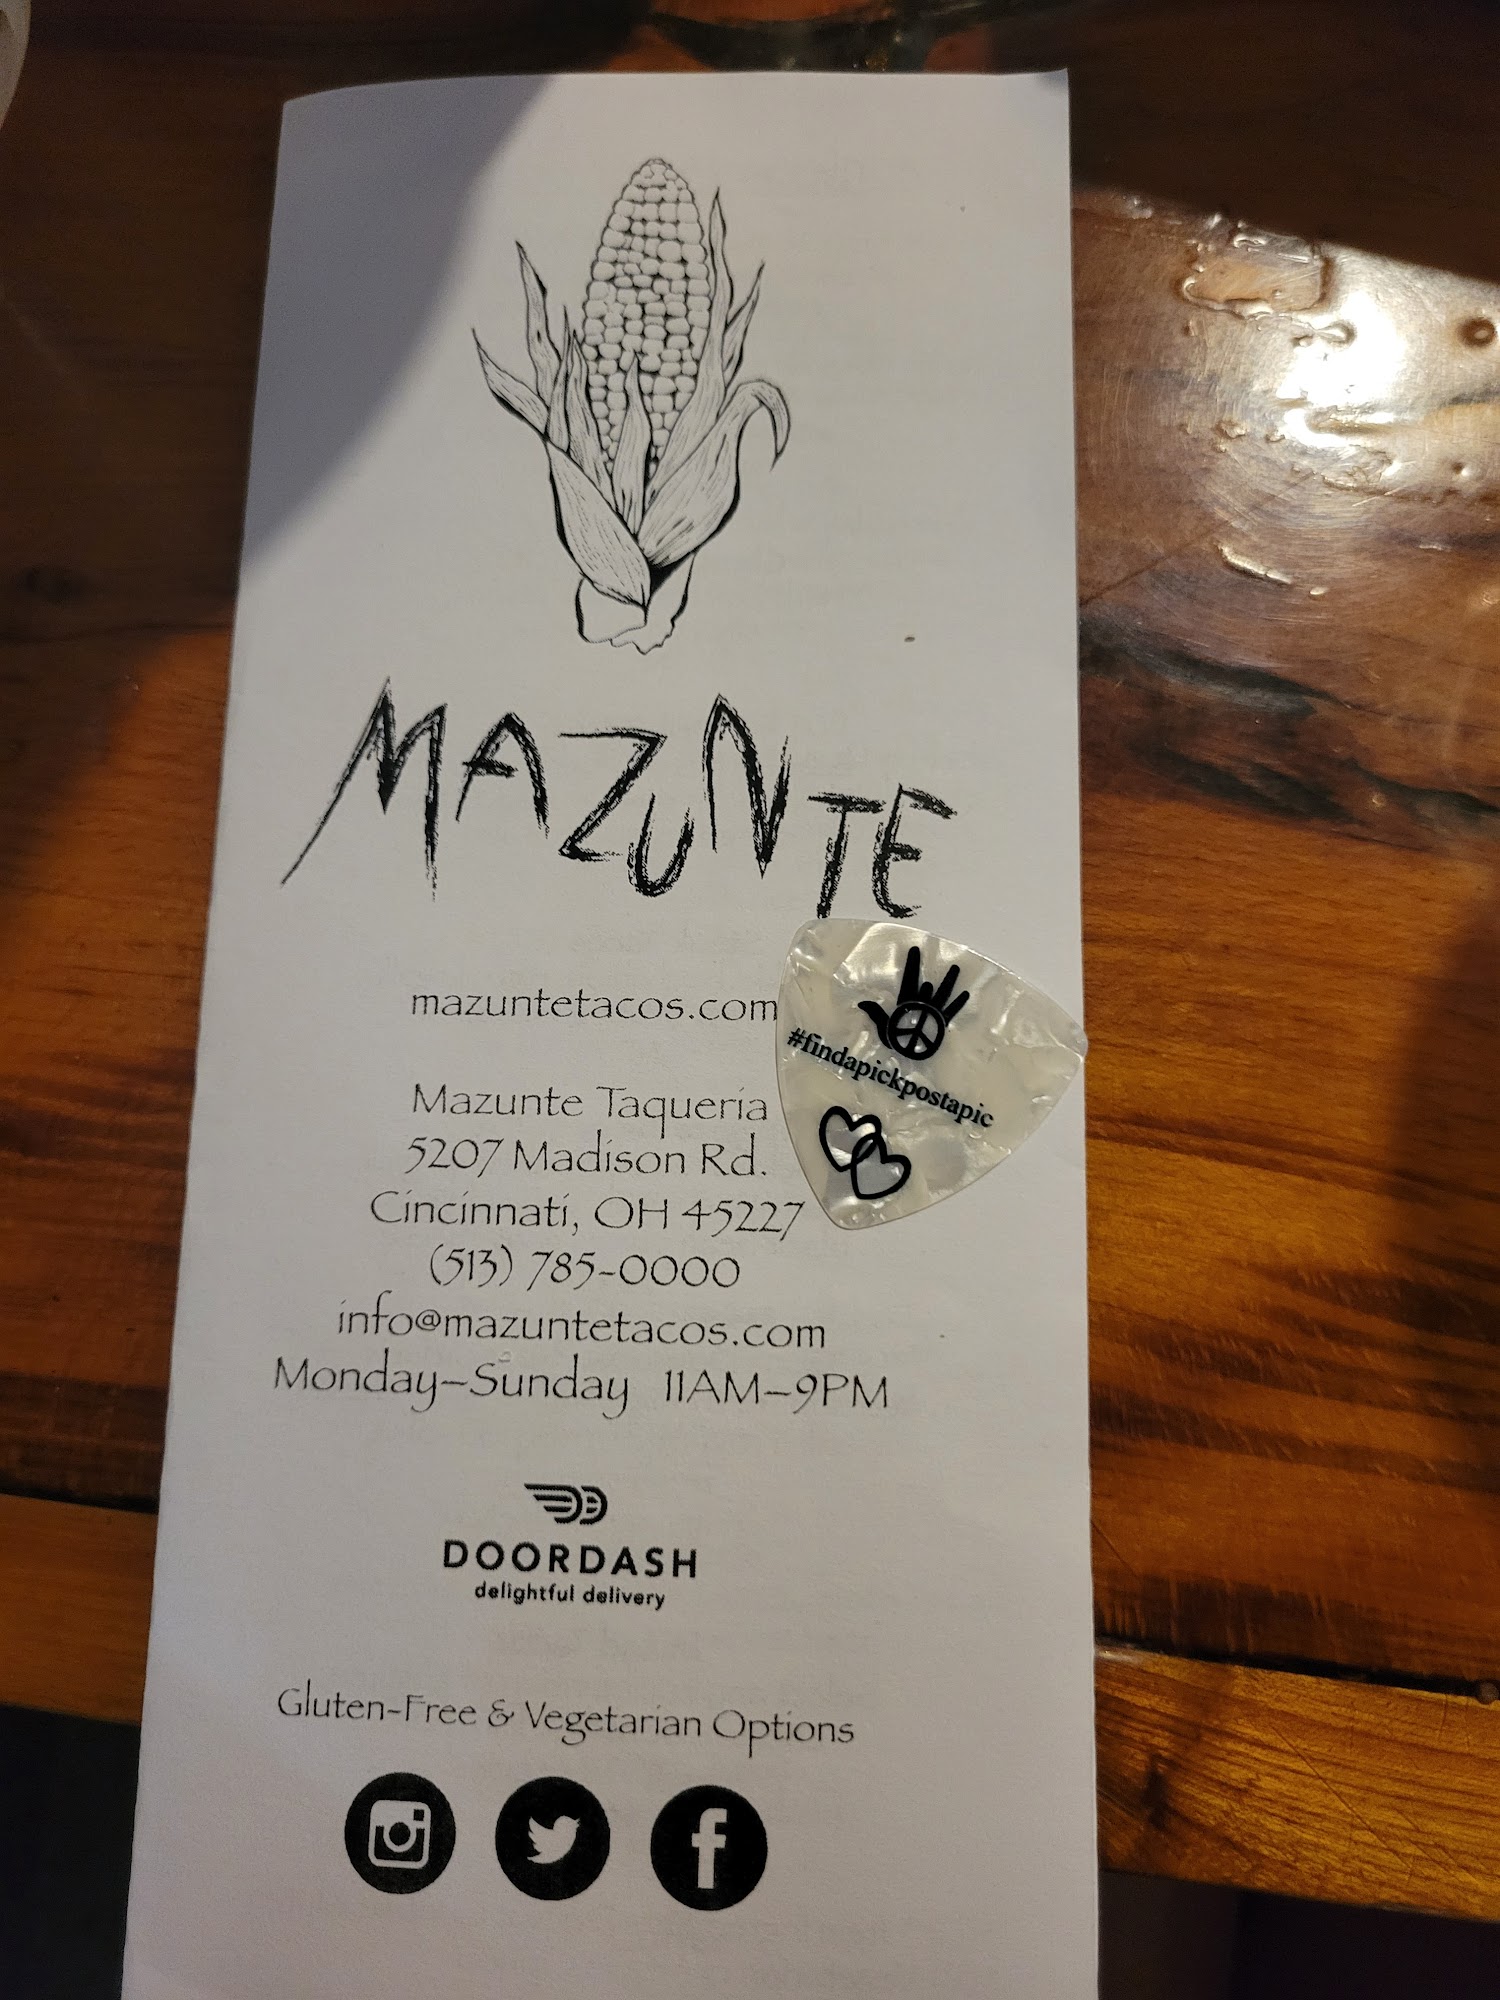 MAZUNTE
mazuntetacos.com
#findapickpostapic
Mazunte Taqueria
5207 Madison Rd.
Cincinnati, OH 45227
(513) 785-0000
info@mazuntetacos.com
Monday–Sunday 11AM–9PM
DOORDASH
delightful delivery
Gluten-Free & Vegetarian Options